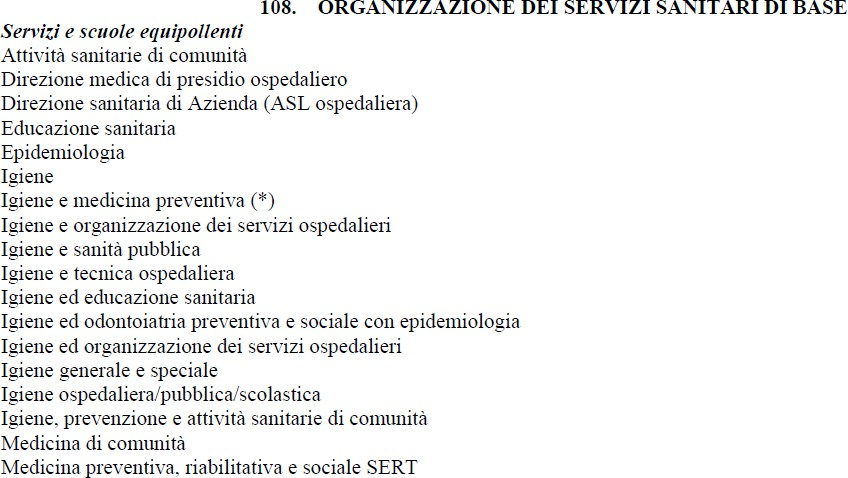 108. ORGANIZZAZIONE DEI SERVIZI SANITARI DI BASE
Servizi e scuole equipollenti
Attività sanitarie di comunità
Direzione medica di presidio ospedaliero
Direzione sanitaria di Azienda (ASL ospedaliera)
Educazione sanitaria
Epidemiologia
Igiene
Igiene e medicina preventiva (*)
Igiene e organizzazione dei servizi ospedalieri
Igiene e sanità pubblica
Igiene e tecnica ospedaliera
Igiene ed educazione sanitaria
Igiene ed odontoiatria preventiva e sociale con epidemiologia
Igiene ed organizzazione dei servizi ospedalieri
Igiene generale e speciale
Igiene ospedaliera/pubblica/scolastica
Igiene, prevenzione e attività sanitarie di comunità
Medicina di comunità
Medicina preventiva, riabilitativa e sociale SERT